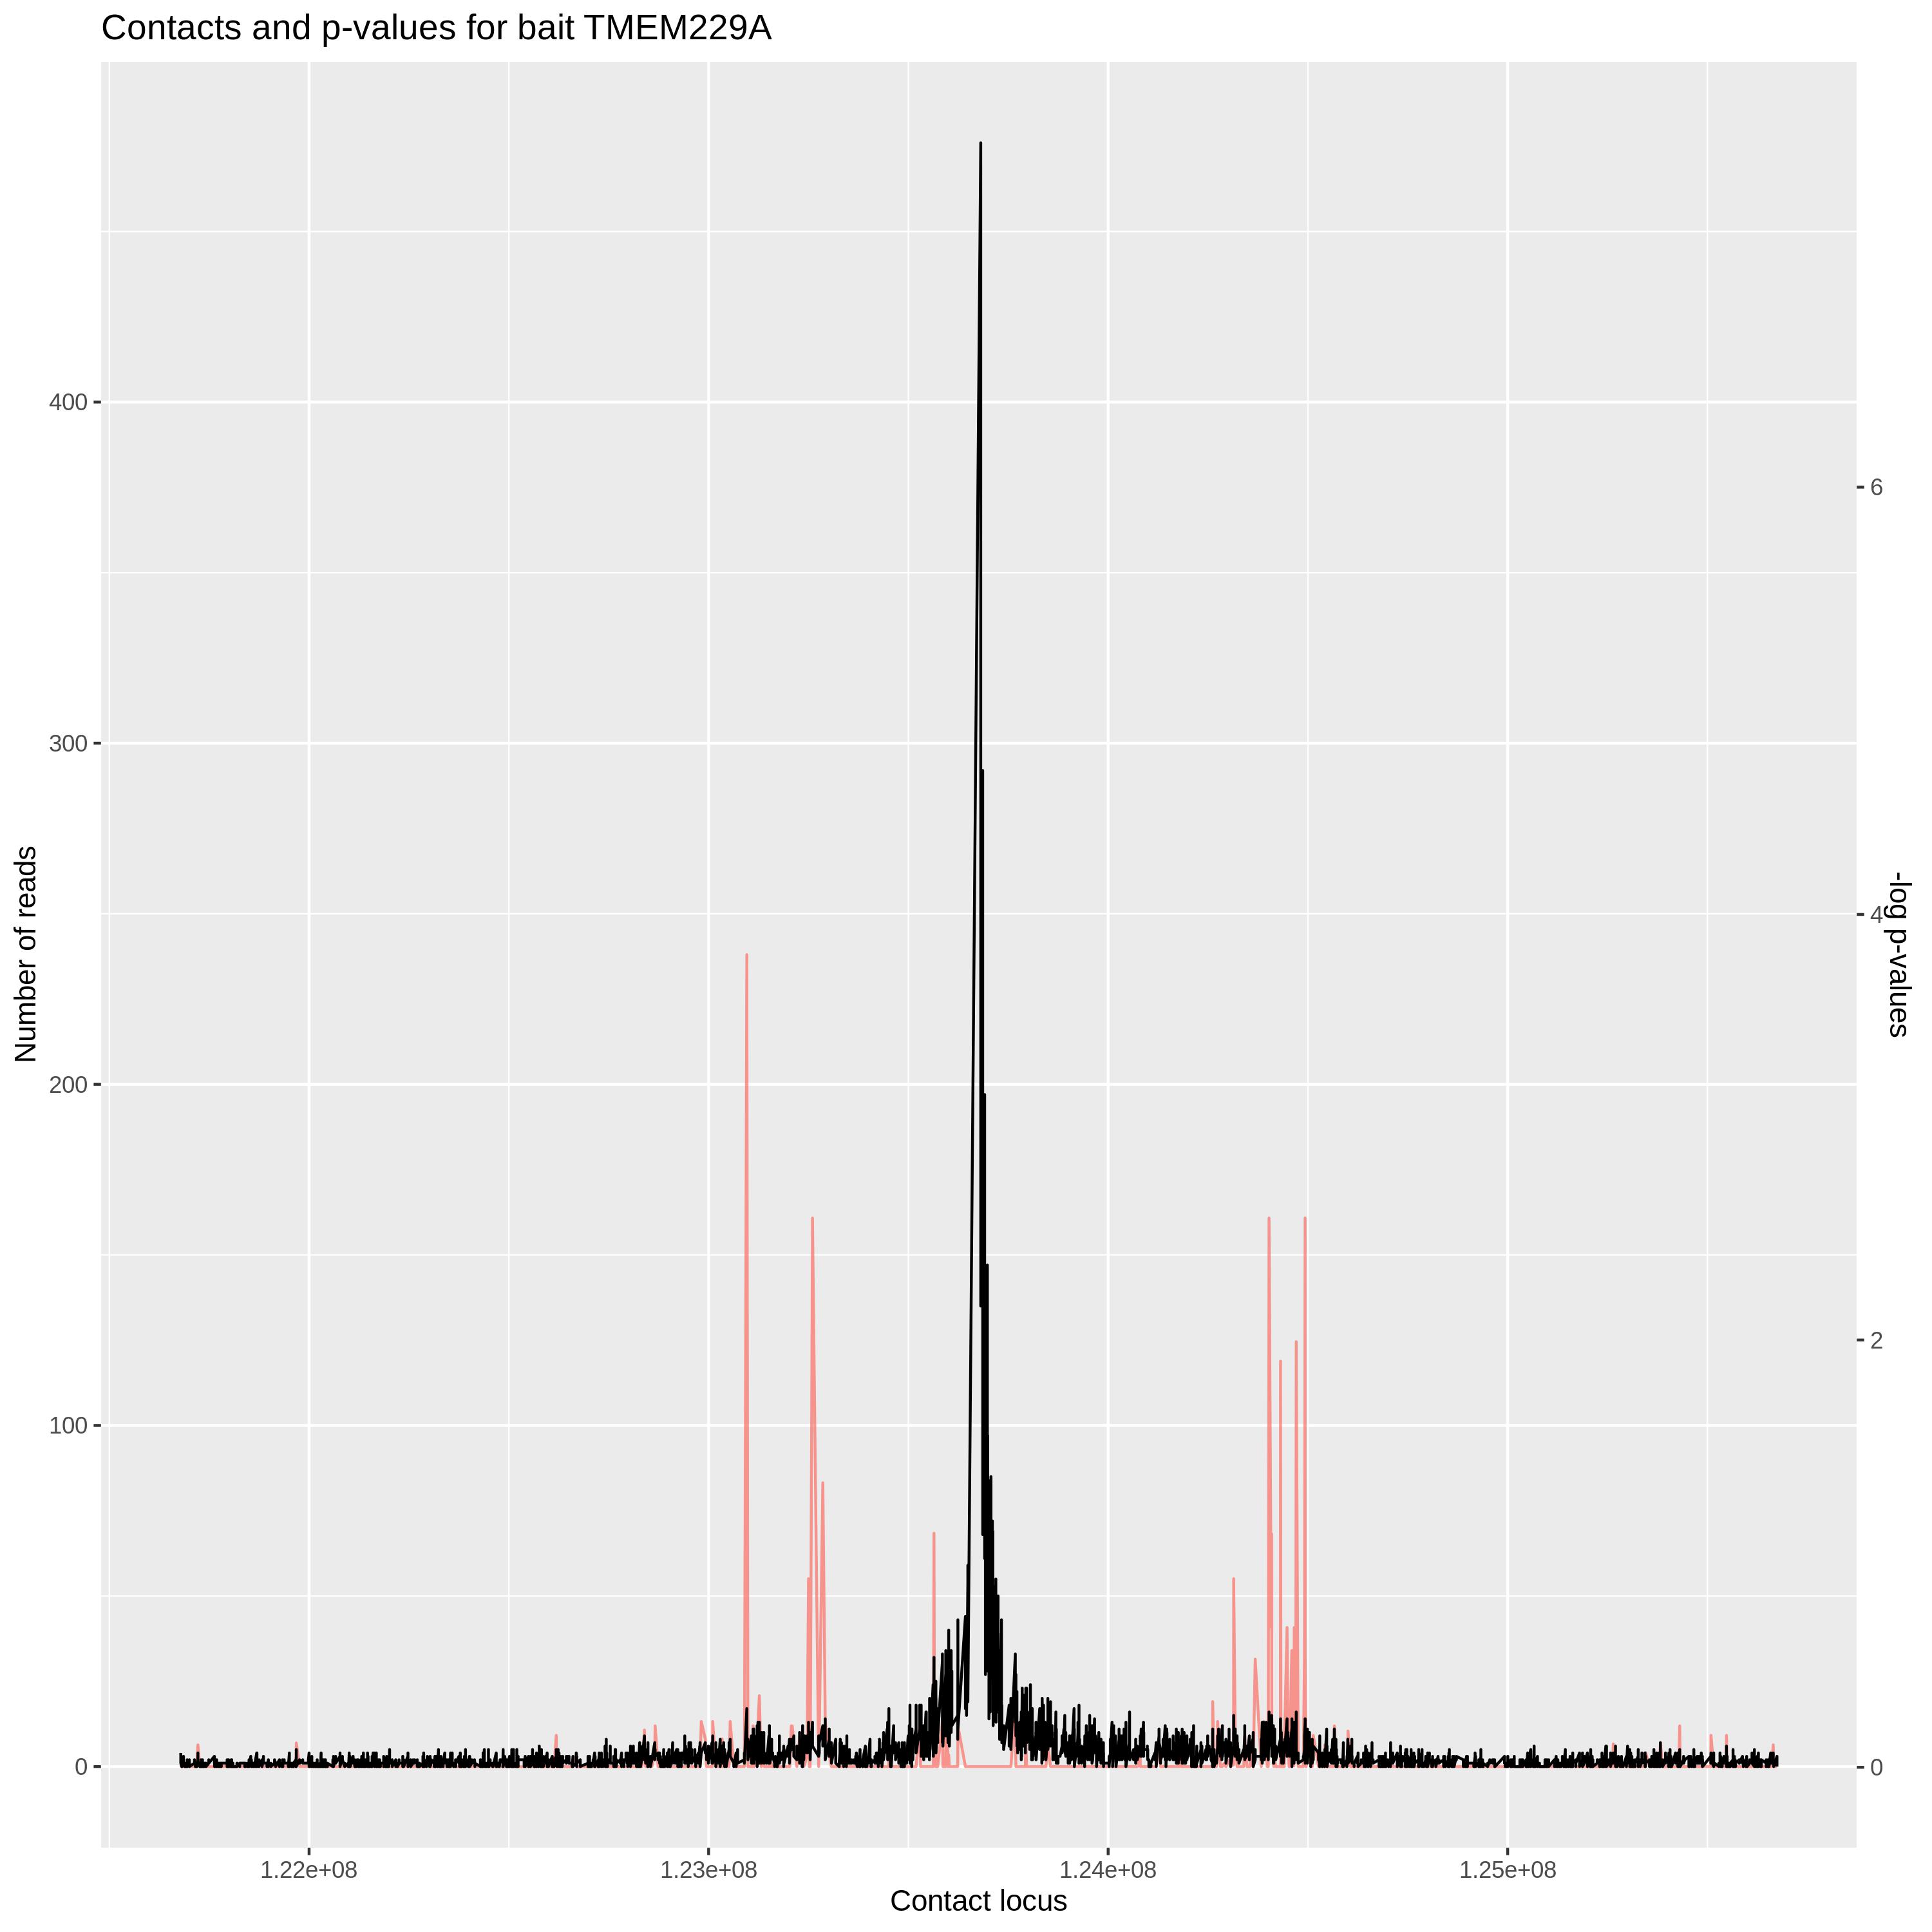 Contacts and p-values for bait TMEM229A
400
300
200
100
0
Number of reads
6
4
2
0
-log p-values
1.22e+08
1.23e+08
1.24e+08
1.25e+08
Contact locus